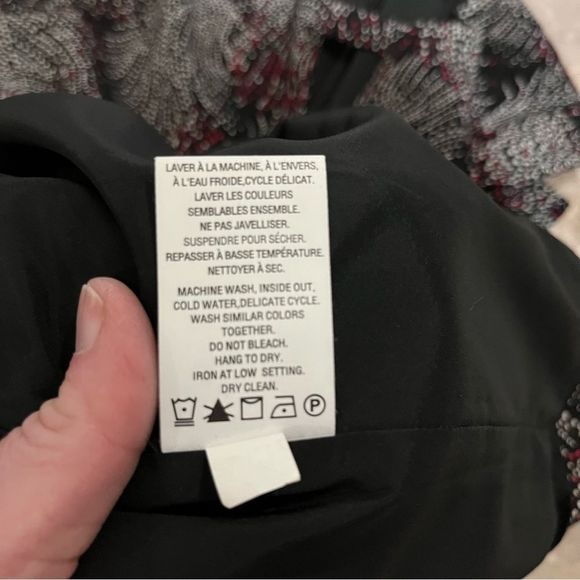 LAVER À LA MACHINE, À L'ENVERS,
À L'EAU FROIDE,CYCLE DÉLICAT.
LAVER LES COULEURS
SEMBLABLES ENSEMBLE.
NE PAS JAVELLISER.
SUSPENDRE POUR SÉCHER.
REPASSER À BASSE TEMPÉRATURE.
NETTOYER À SEC.
MACHINE WASH, INSIDE OUT,
COLD WATER,DELICATE CYCLE.
WASH SIMILAR COLORS
TOGETHER.
DO NOT BLEACH.
HANG TO DRY.
IRON AT LOW SETTING.
DRY CLEAN.
P